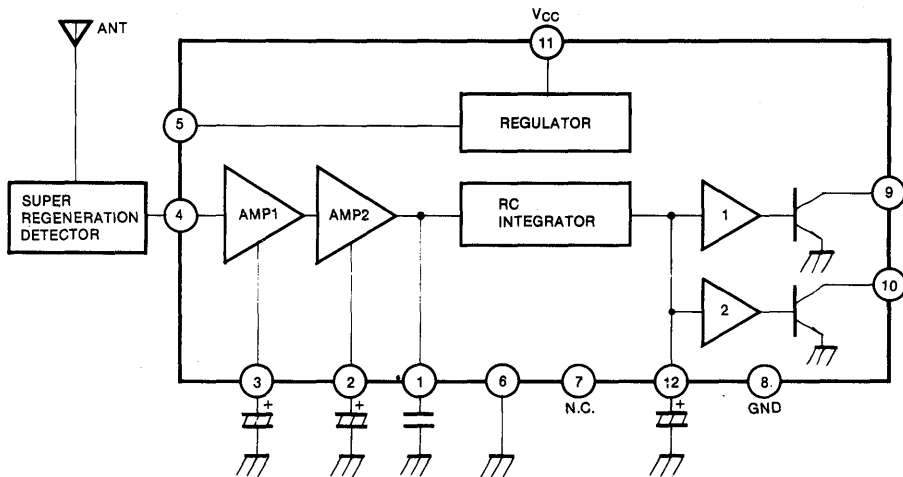 ANT
VCC
11
5
REGULATOR
SUPER
REGENERATION
DETECTOR
4
AMP1
AMP2
RC
INTEGRATOR
1
9
2
10
3
2
1
6
7
12
8.
+
+
+
N.C.
GND